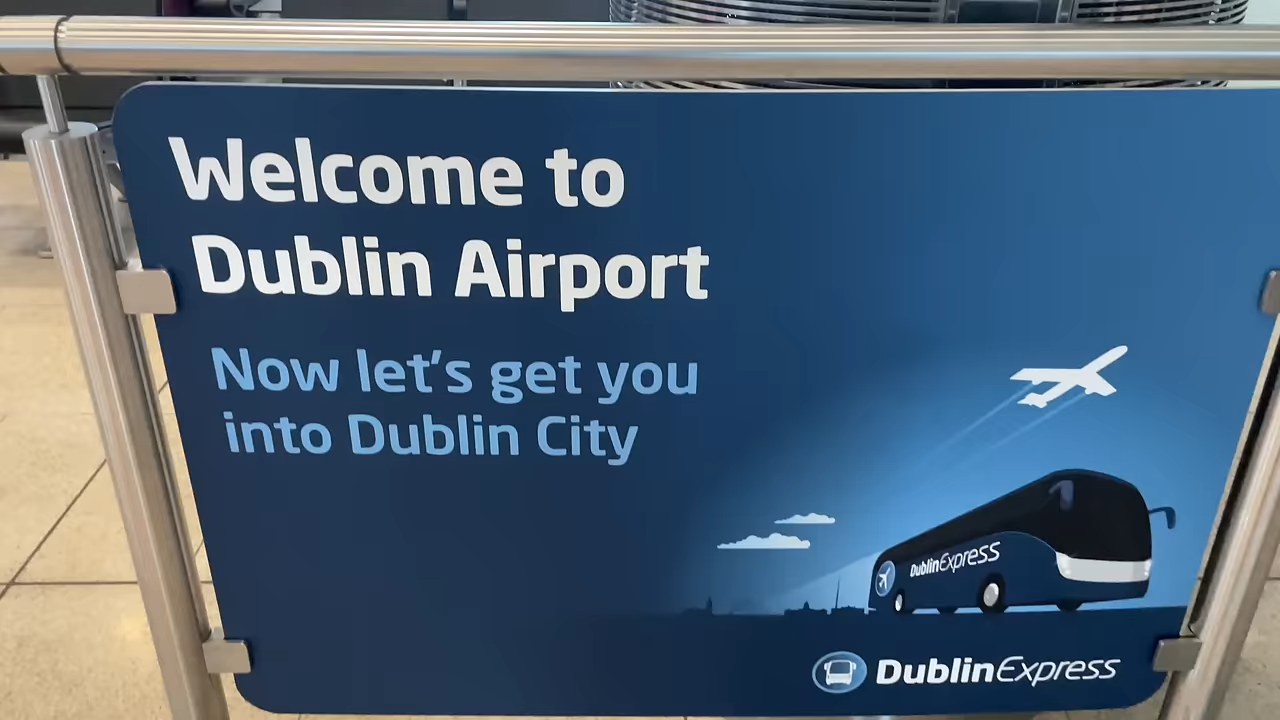 Welcome to
Dublin Airport
Now let's get you
into Dublin City
DublinExpress
DublinExpress